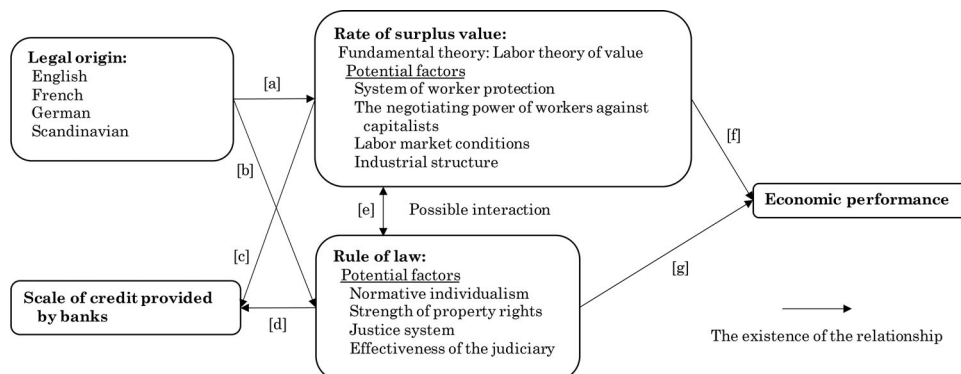 Legal origin:
English
French
German
Scandinavian
[a]
Rate of surplus value:
Fundamental theory: Labor theory of value
Potential factors
System of worker protection
The negotiating power of workers against
capitalists
Labor market conditions
Industrial structure
[b]
[f]
[e]
Possible interaction
Economic performance
[c]
Rule of law:
Potential factors
Normative individualism
Strength of property rights
Justice system
Effectiveness of the judiciary
[g]
Scale of credit provided
by banks
[d]
The existence of the relationship